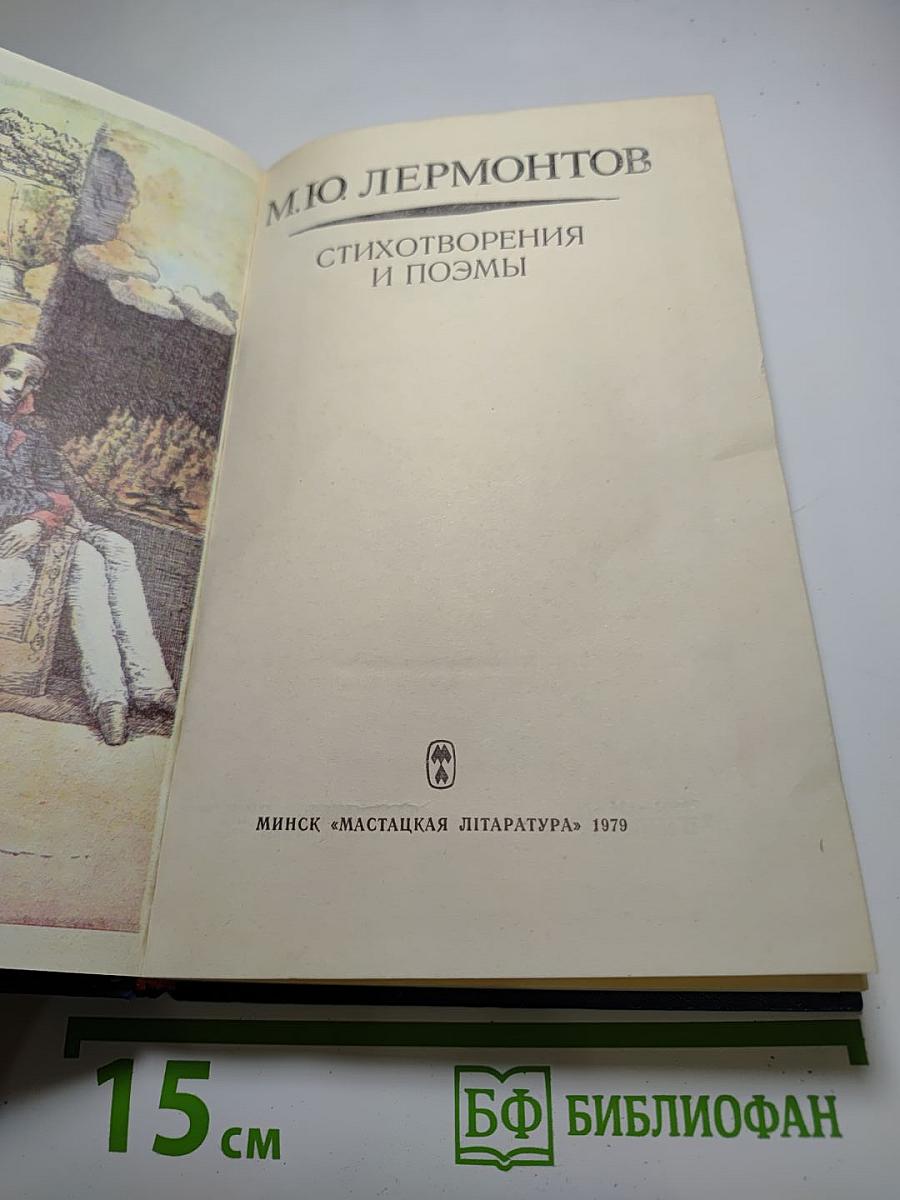 М.Ю. ЛЕРМОНТОВ
СТИХОТВОРЕНИЯ
И ПОЭМЫ
МИНСК «МАСТАЦКАЯ ЛІТАРАТУРА» 1979
15 см
БФ БИБЛИОФАН